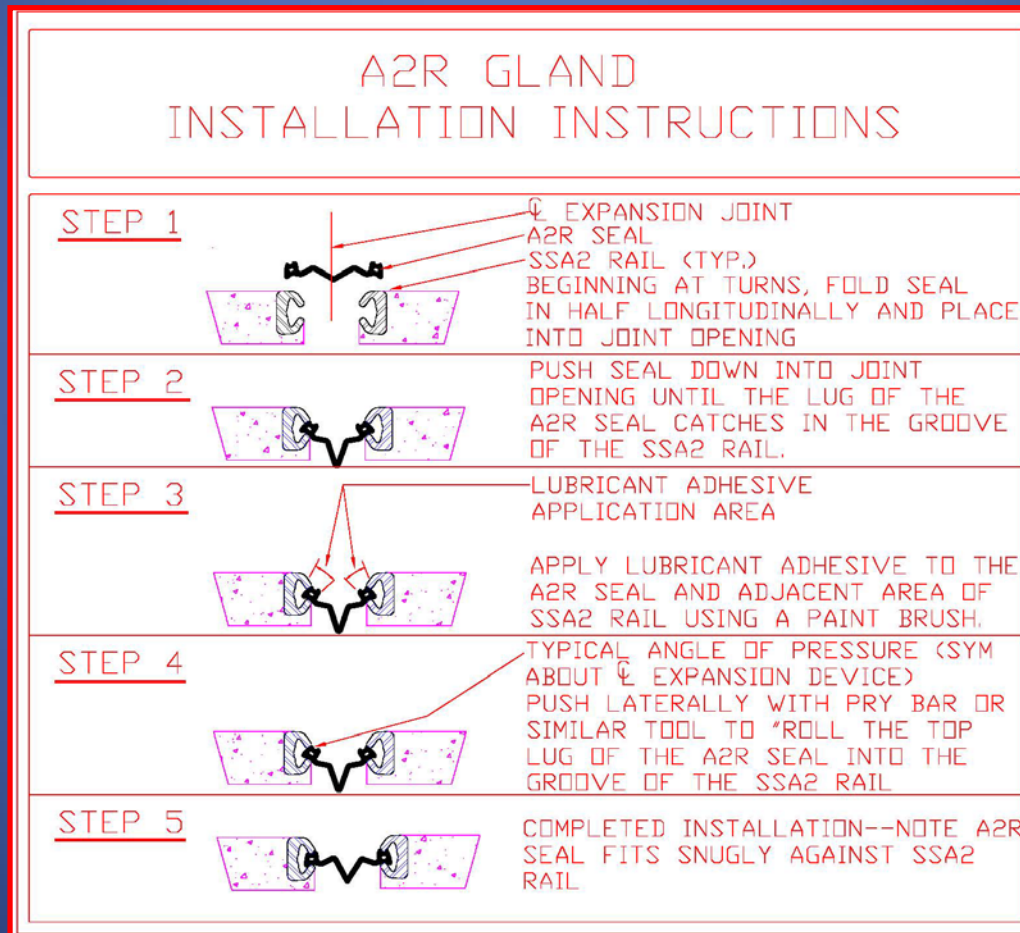 A2R GLAND
INSTALLATION INSTRUCTIONS
STEP 1
℄ EXPANSION JOINT
A2R SEAL
SSA2 RAIL (TYP.)
BEGINNING AT TURNS, FOLD SEAL
IN HALF LONGITUDINALLY AND PLACE
INTO JOINT OPENING
STEP 2
PUSH SEAL DOWN INTO JOINT
OPENING UNTIL THE LUG OF THE
A2R SEAL CATCHES IN THE GROOVE
OF THE SSA2 RAIL.
STEP 3
LUBRICANT ADHESIVE
APPLICATION AREA
APPLY LUBRICANT ADHESIVE TO THE
A2R SEAL AND ADJACENT AREA OF
SSA2 RAIL USING A PAINT BRUSH.
STEP 4
TYPICAL ANGLE OF PRESSURE (SYM
ABOUT ℄ EXPANSION DEVICE)
PUSH LATERALLY WITH PRY BAR OR
SIMILAR TOOL TO "ROLL THE TOP
LUG OF THE A2R SEAL INTO THE
GROOVE OF THE SSA2 RAIL
STEP 5
COMPLETED INSTALLATION--NOTE A2R
SEAL FITS SNUGLY AGAINST SSA2
RAIL